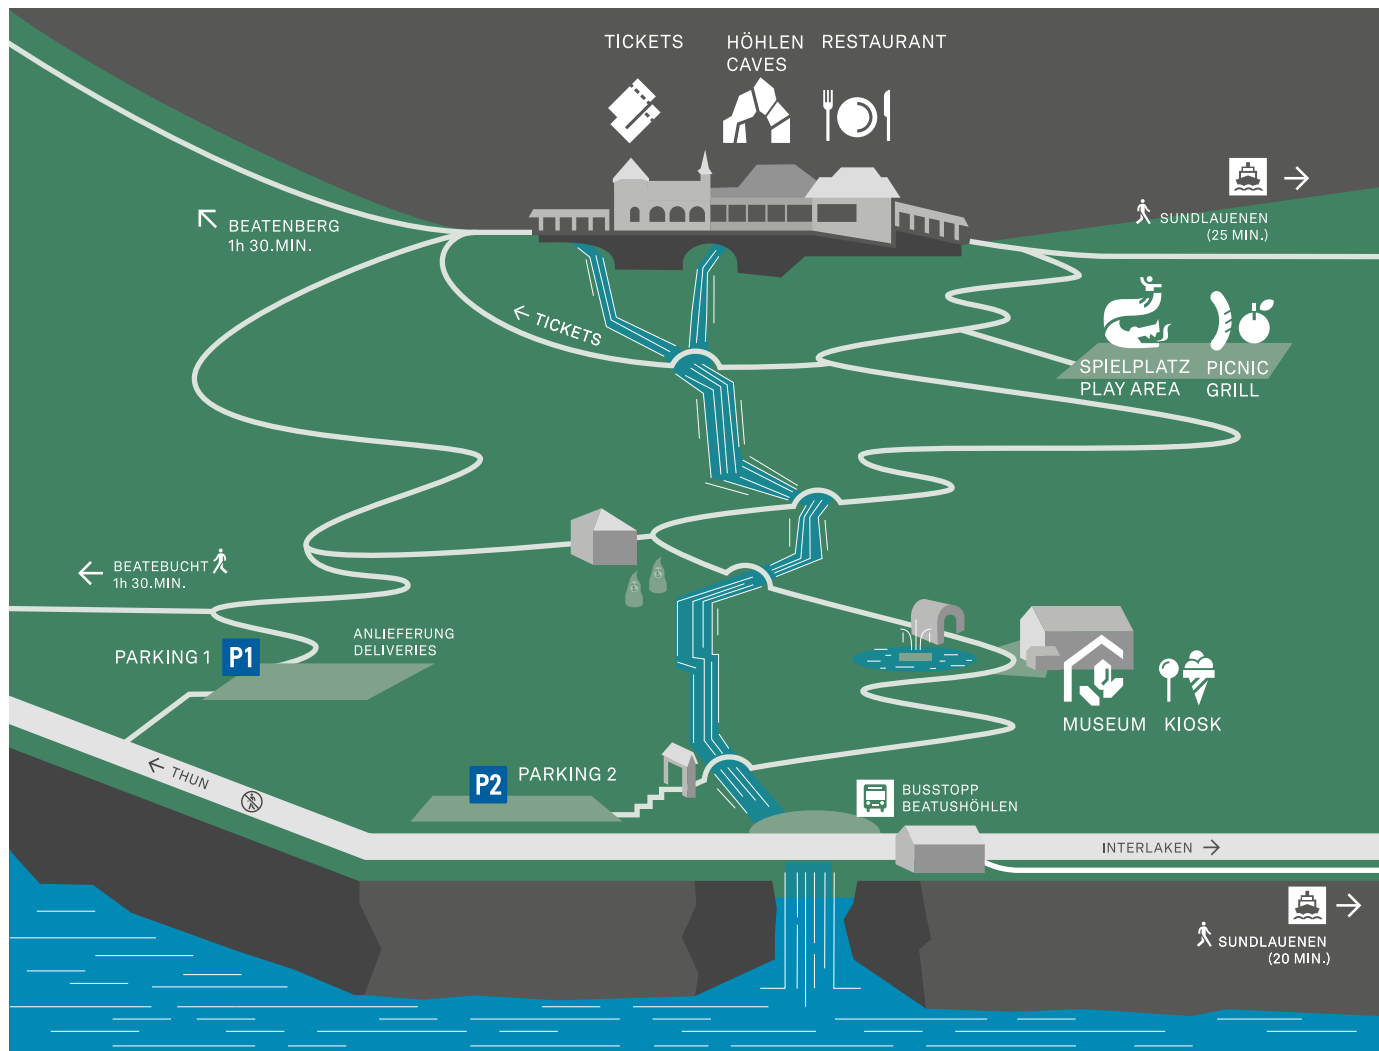 TICKETS
HÖHLEN
CAVES
RESTAURANT
BEATENBERG
1h 30.MIN.
SUNDLAUENEN
(25 MIN.)
TICKETS
SPIELPLATZ
PLAY AREA
PICNIC
GRILL
BEATEBUCHT
1h 30.MIN.
PARKING 1
P1
ANLIEFERUNG
DELIVERIES
MUSEUM
KIOSK
THUN
P2
PARKING 2
BUSSTOPP
BEATUSHÖHLEN
INTERLAKEN
SUNDLAUENEN
(20 MIN.)